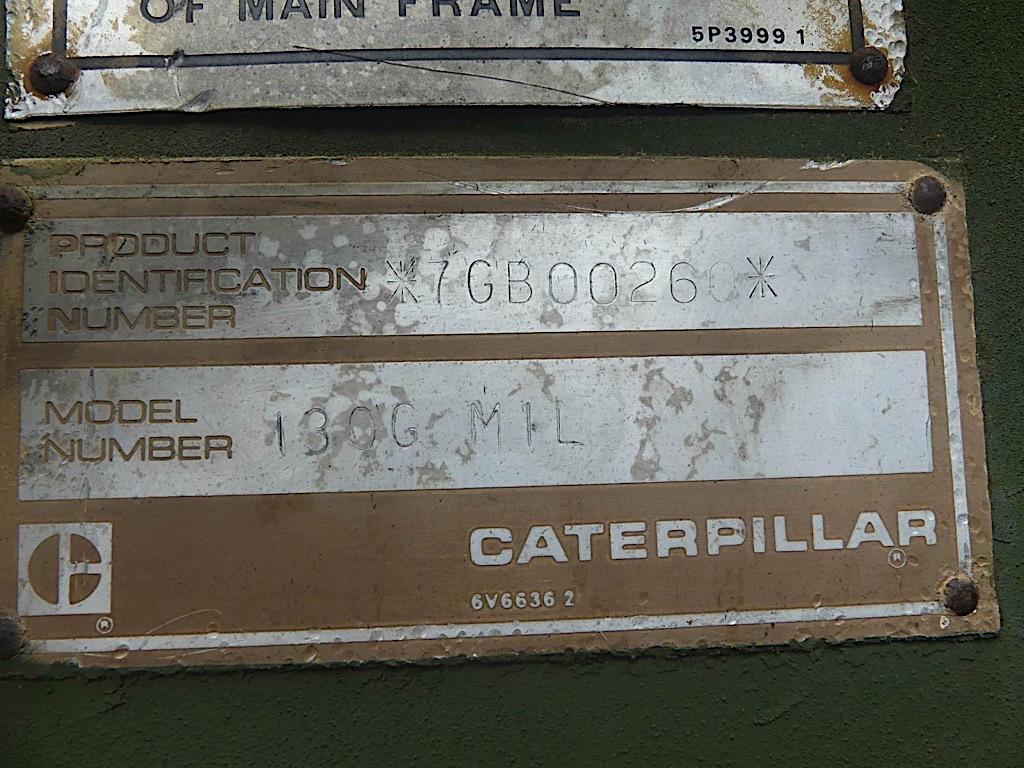 OF MAIN FRAME
5P3999 1
PRODUCT
IDENTIFICATION
NUMBER
*7GB00260*
MODEL
NUMBER
130G MIL
CATERPILLAR
®
6V6636 2
®